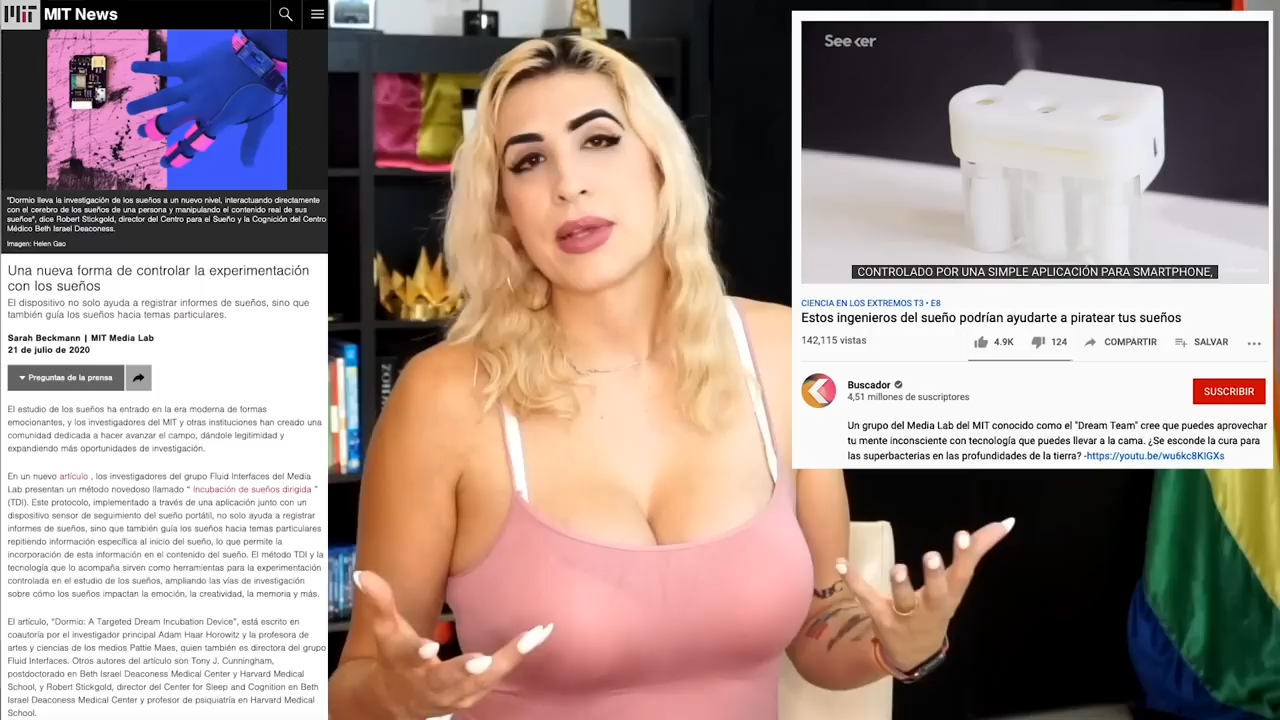 MIT News
"Dormio lleva la investigación de los sueños a un nuevo nivel, interactuando directamente
con el cerebro de los sueños de una persona y manipulando el contenido real de sus
sueños", dice Robert Stickgold, director del Centro para el Sueño y la Cognición del Centro
Médico Beth Israel Deaconess.
Imagen: Helen Gao
Una nueva forma de controlar la experimentación
con los sueños
El dispositivo no solo ayuda a registrar informes de sueños, sino que
también guía los sueños hacia temas particulares.
Sarah Beckmann | MIT Media Lab
21 de julio de 2020
Preguntas de la prensa
El estudio de los sueños ha entrado en la era moderna de formas
emocionantes, y los investigadores del MIT y otras instituciones han creado una
comunidad dedicada a hacer avanzar el campo, dándole legitimidad y
expandiendo más oportunidades de investigación.
En un nuevo artículo , los investigadores del grupo Fluid Interfaces del Media
Lab presentan un método novedoso llamado " Incubación de sueños dirigida "
(TDI). Este protocolo, implementado a través de una aplicación junto con un
dispositivo sensor de seguimiento del sueño portátil, no solo ayuda a registrar
informes de sueños, sino que también guía los sueños hacia temas particulares
repitiendo información específica al inicio del sueño, lo que permite la
incorporación de esta información en el contenido del sueño. El método TDI y la
tecnología que lo acompaña sirven como herramientas para la experimentación
controlada en el estudio de los sueños, ampliando las vías de investigación
sobre cómo los sueños impactan la emoción, la creatividad, la memoria y más.
El artículo, "Dormio: A Targeted Dream Incubation Device", está escrito en
coautoría por el investigador principal Adam Haar Horowitz y la profesora de
artes y ciencias de los medios Pattie Maes, quien también es directora del grupo
Fluid Interfaces. Otros autores del artículo son Tony J. Cunningham,
postdoctorado en Beth Israel Deaconess Medical Center y Harvard Medical
School, y Robert Stickgold, director del Center for Sleep and Cognition en Beth
Israel Deaconess Medical Center y profesor de psiquiatría en Harvard Medical
School.
Seeker
CONTROLADO POR UNA SIMPLE APLICACIÓN PARA SMARTPHONE,
CIENCIA EN LOS EXTREMOS T3 • E8
Estos ingenieros del sueño podrían ayudarte a piratear tus sueños
142,115 vistas
4.9K
124
COMPARTIR
SALVAR
Buscador
4,51 millones de suscriptores
SUSCRIBIR
Un grupo del Media Lab del MIT conocido como el "Dream Team" cree que puedes aprovechar
tu mente inconsciente con tecnología que puedes llevar a la cama. ¿Se esconde la cura para
las superbacterias en las profundidades de la tierra? -https://youtu.be/wu6kc8KIGXs